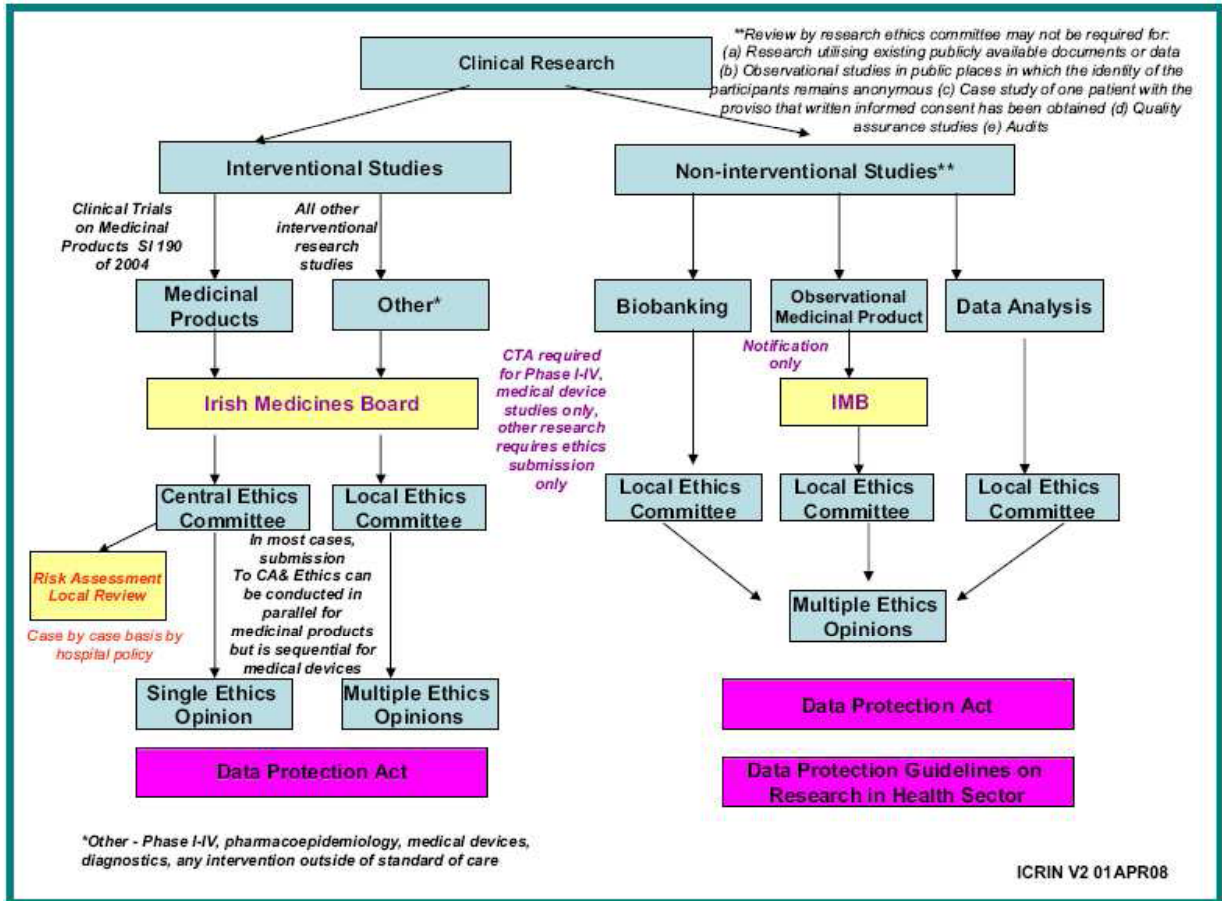 **Review by research ethics committee may not be required for:
(a) Research utilising existing publicly available documents or data
(b) Observational studies in public places in which the identity of the
participants remains anonymous (c) Case study of one patient with the
proviso that written informed consent has been obtained (d) Quality
assurance studies (e) Audits
Clinical Research
Interventional Studies
Non-interventional Studies**
Clinical Trials
on Medicinal
Products SI 190
of 2004
All other
interventional
research
studies
Medicinal
Products
Other*
Biobanking
Observational
Medicinal Product
Data Analysis
CTA required
for Phase I-IV,
medical device
studies only,
other research
requires ethics
submission
only
Notification
only
Irish Medicines Board
IMB
Central Ethics
Committee
Local Ethics
Committee
Local Ethics
Committee
Local Ethics
Committee
Local Ethics
Committee
Risk Assessment
Local Review
Case by case basis by
hospital policy
In most cases,
submission
To CA& Ethics can
be conducted in
parallel for
medicinal products
but is sequential for
medical devices
Multiple Ethics
Opinions
Single Ethics
Opinion
Multiple Ethics
Opinions
Data Protection Act
Data Protection Act
Data Protection Guidelines on
Research in Health Sector
*Other - Phase I-IV, pharmacoepidemiology, medical devices,
diagnostics, any intervention outside of standard of care
ICRIN V2 01APR08